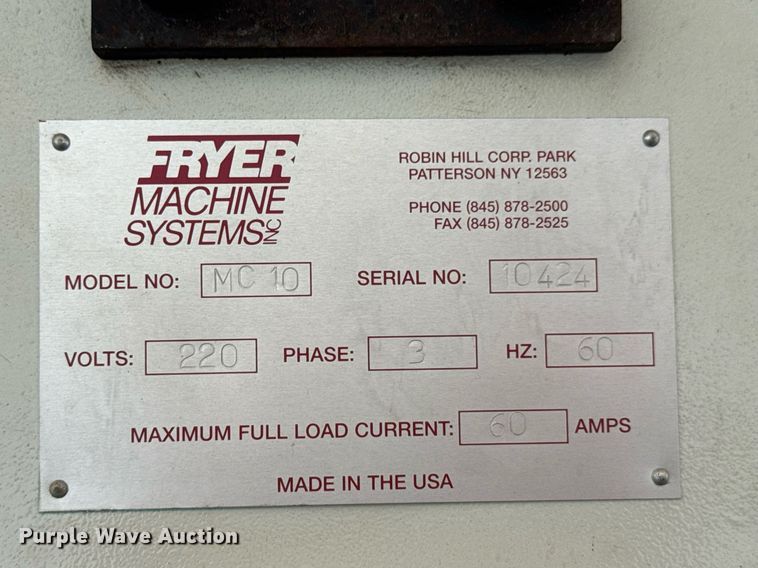 FRYER
MACHINE
SYSTEMS INC
ROBIN HILL CORP. PARK
PATTERSON NY 12563
PHONE (845) 878-2500
FAX (845) 878-2525
MODEL NO: MC 10 SERIAL NO: 10424
VOLTS: 220 PHASE: 3 HZ: 60
MAXIMUM FULL LOAD CURRENT: 60 AMPS
MADE IN THE USA
Purple Wave Auction